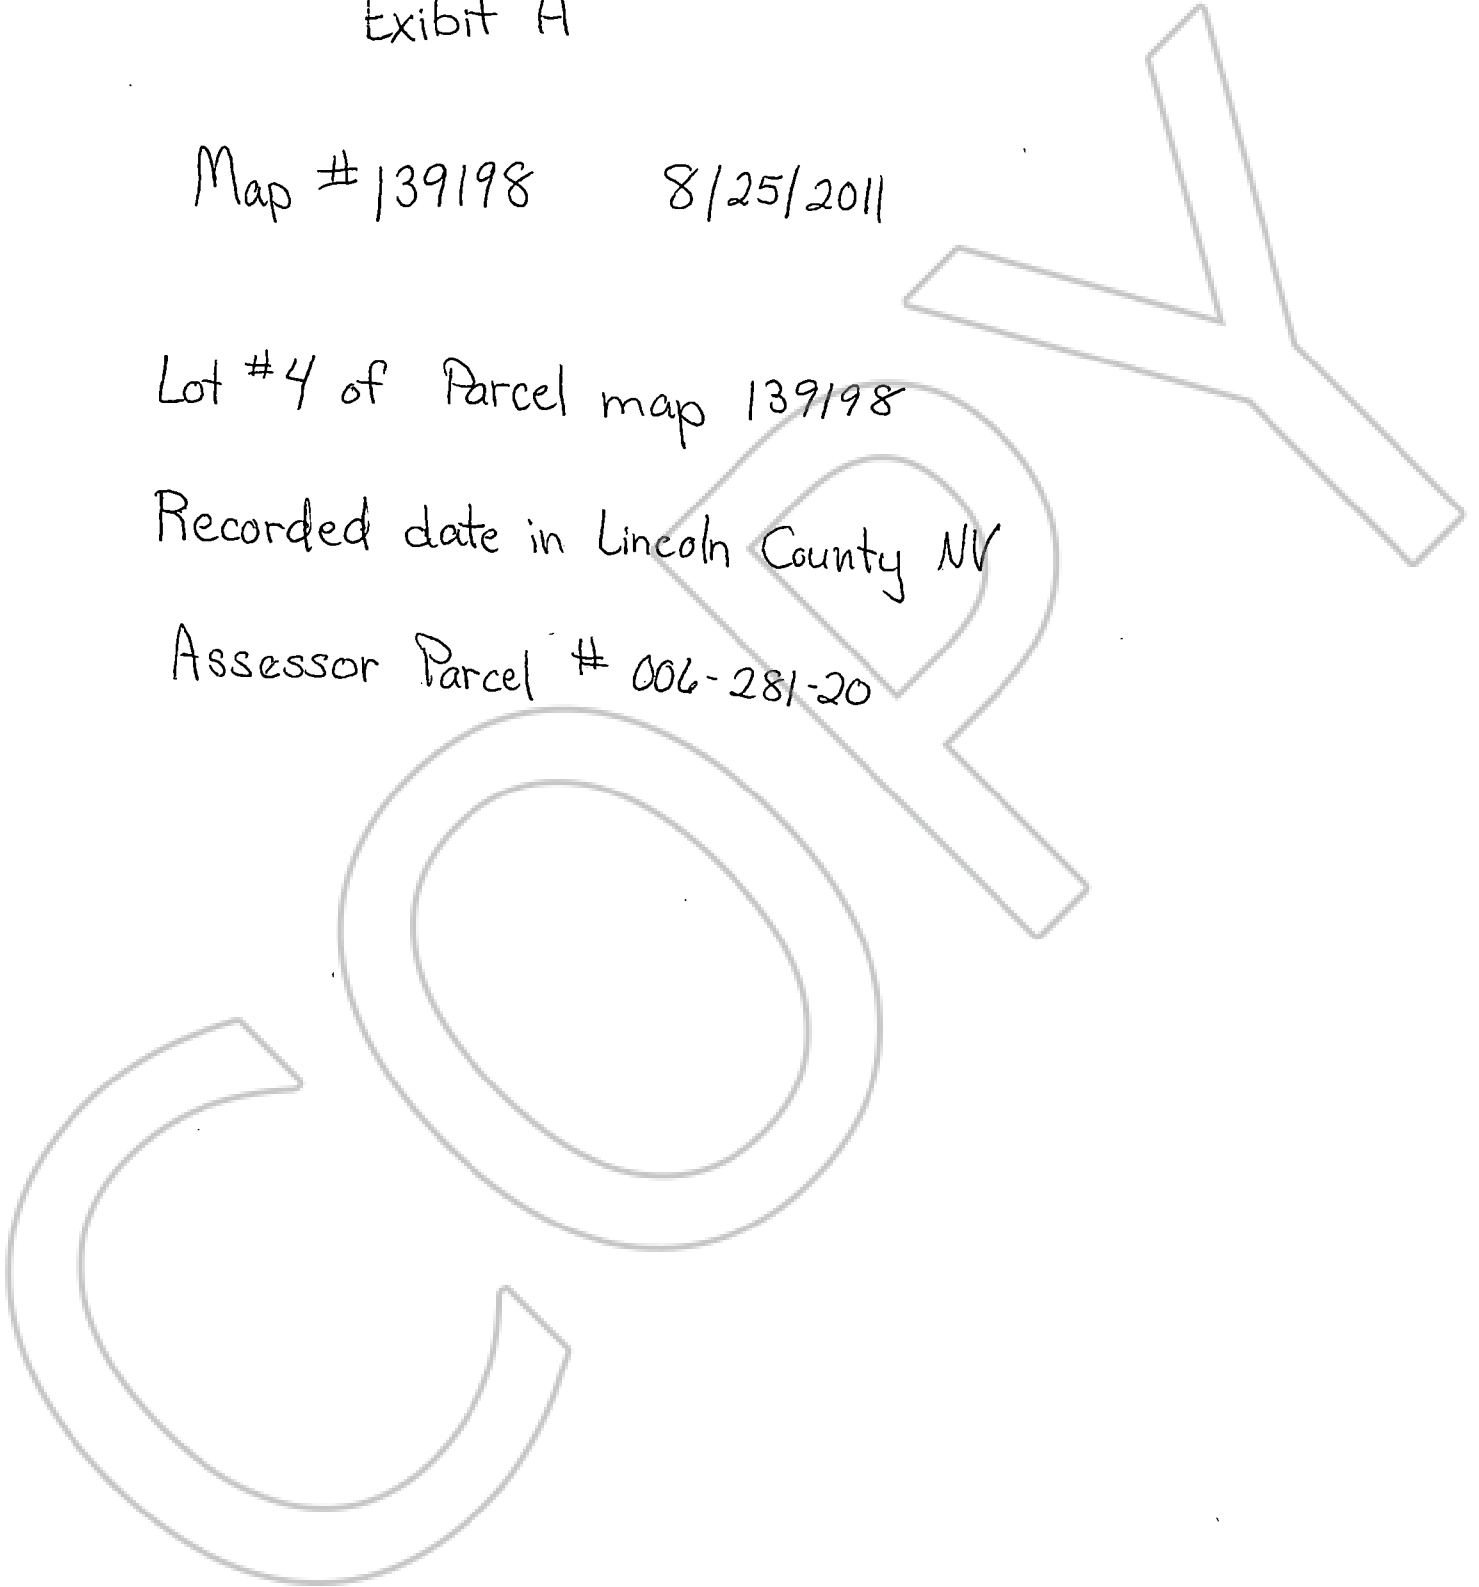 Exibit A
Map #139198 8/25/2011
Lot #4 of Parcel map 139198
Recorded date in Lincoln County NV
Assessor Parcel # 006-281-20
COPY